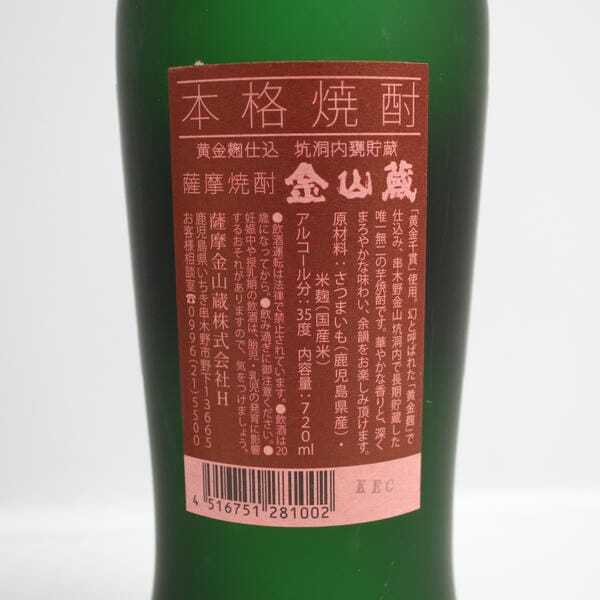 本格焼酎
黄金麴仕込 坑洞内甕貯蔵
薩摩焼酎 金山蔵
「黄金千貫」使用。幻と呼ばれた「黄金麴」で
仕込み、串木野金山坑洞内で長期貯蔵した
唯一無二の芋焼酎です。華やかな香りと、深く
まろやかな味わい、余韻をお楽しみ頂けます。
原材料：さつまいも(鹿児島県産)・
米麹(国産米)
アルコール分：35度 内容量：720ml
●飲酒運転は法律で禁止されています。●飲酒は20
歳になってから。●飲み過ぎに御注意ください。●
妊娠中や授乳期の飲酒は、胎児・乳児の発育に影響
するおそれがありますので、気をつけましょう。
薩摩金山蔵株式会社H
鹿児島県いちき串木野市野下13665
お客様相談室☎0996(21)5500
4 516751 281002
KEC